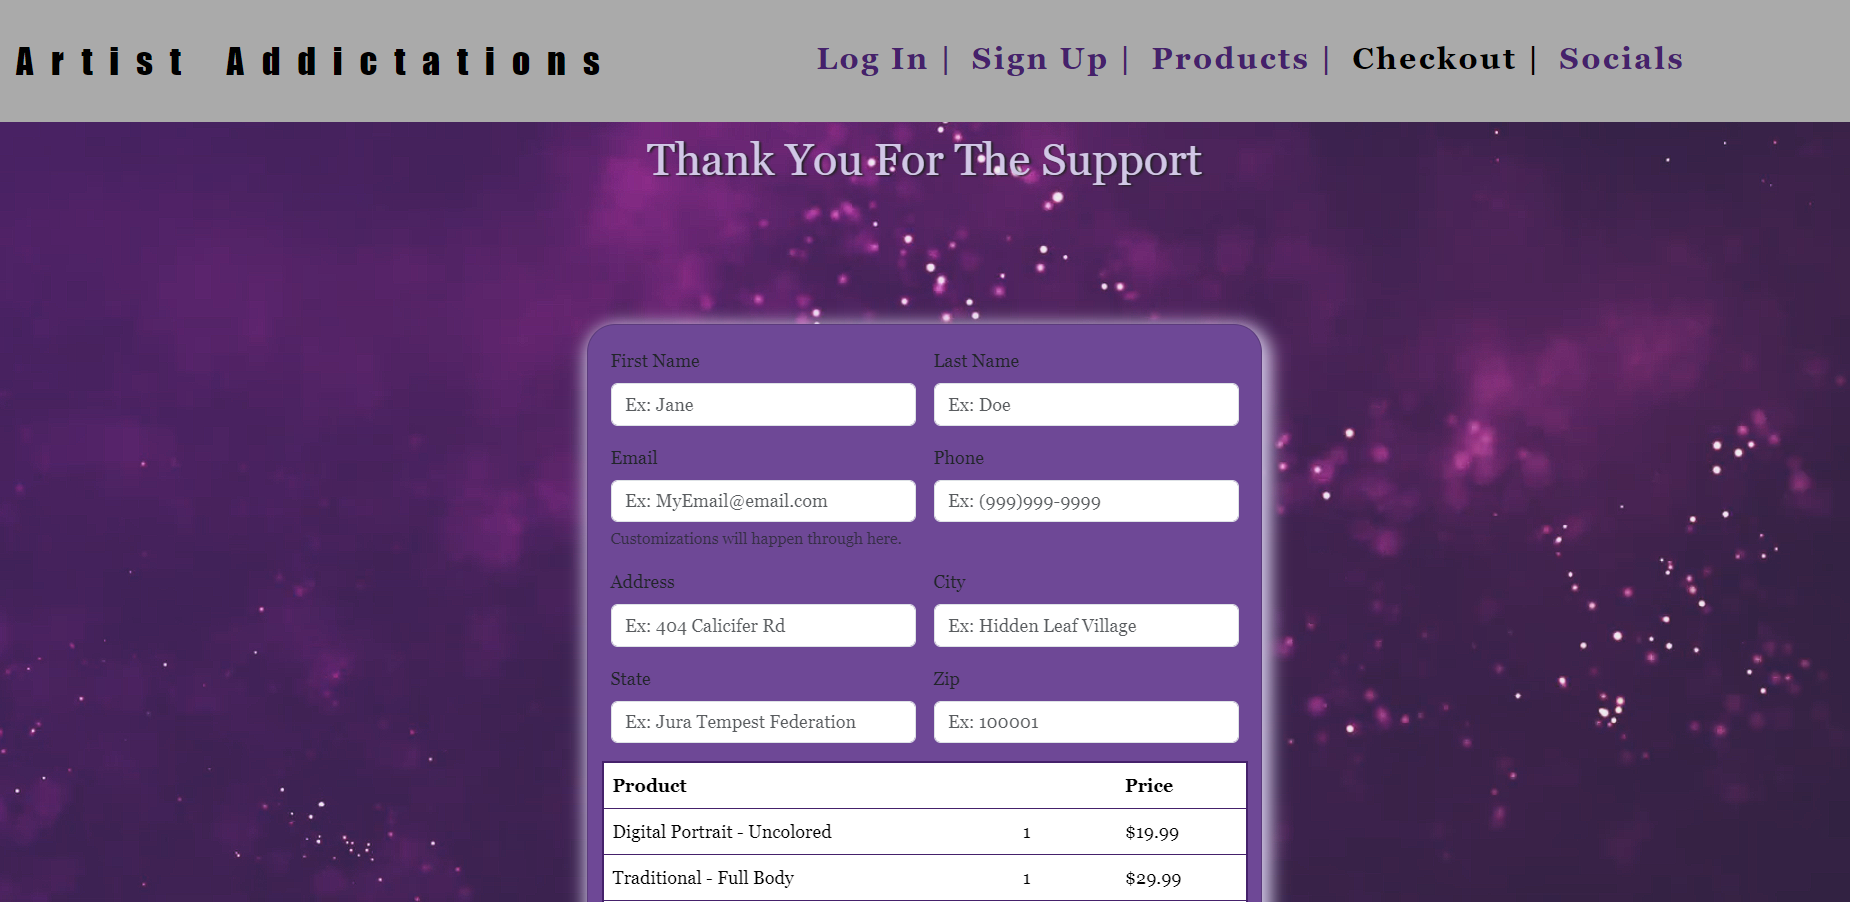 Artist Addictations
Log In | Sign Up | Products | Checkout | Socials
Thank You For The Support
First Name Last Name
Ex: Jane Ex: Doe
Email Phone
Ex: MyEmail@email.com Ex: (999)999-9999
Customizations will happen through here.
Address City
Ex: 404 Calicifer Rd Ex: Hidden Leaf Village
State Zip
Ex: Jura Tempest Federation Ex: 100001
Product Price
Digital Portrait - Uncolored 1 $19.99
Traditional - Full Body 1 $29.99